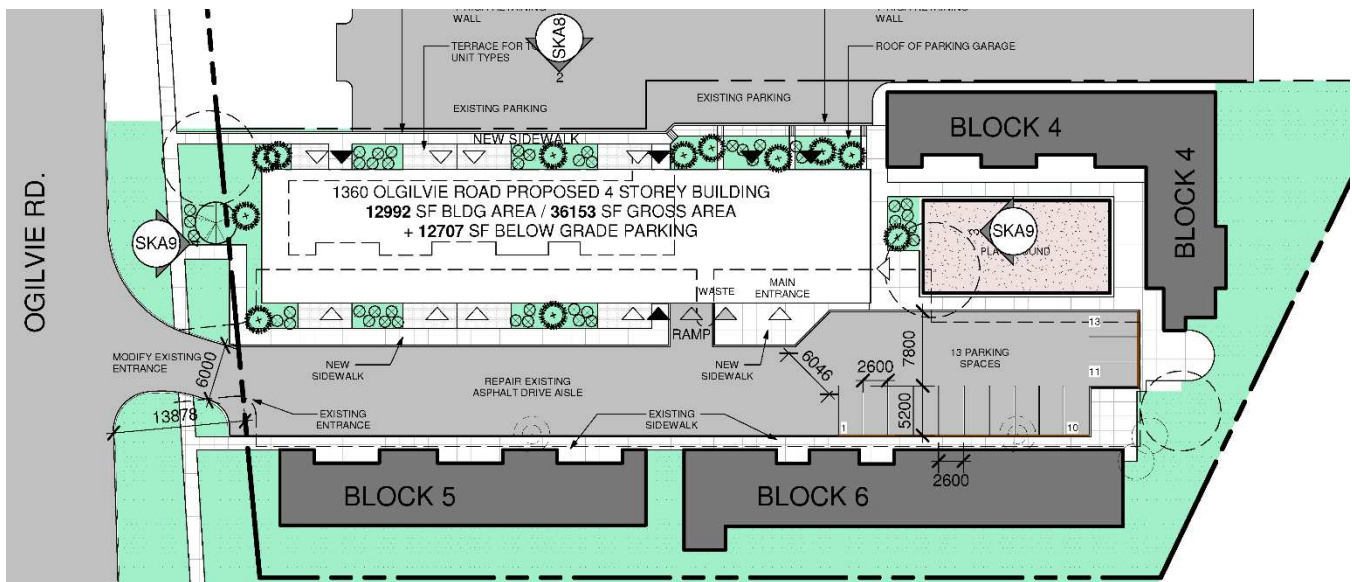 WALL
WALL
TERRACE FOR
UNIT TYPES
SKA8
2
ROOF OF PARKING GARAGE
EXISTING PARKING
EXISTING PARKING
NEW SIDEWALK
BLOCK 4
BLOCK 4
1360 OLGILVIE ROAD PROPOSED 4 STOREY BUILDING
12992 SF BLDG AREA / 36153 SF GROSS AREA
+ 12707 SF BELOW GRADE PARKING
SKA9
SKA9
3
OGILVIE RD.
WASTE
MAIN
ENTRANCE
RAMP
MODIFY EXISTING
ENTRANCE
6000
NEW
SIDEWALK
NEW
SIDEWALK
6046
2600
7800
5200
13 PARKING
SPACES
13
11
REPAIR EXISTING
ASPHALT DRIVE AISLE
13878
EXISTING
ENTRANCE
EXISTING
SIDEWALK
1
10
2600
BLOCK 5
BLOCK 6